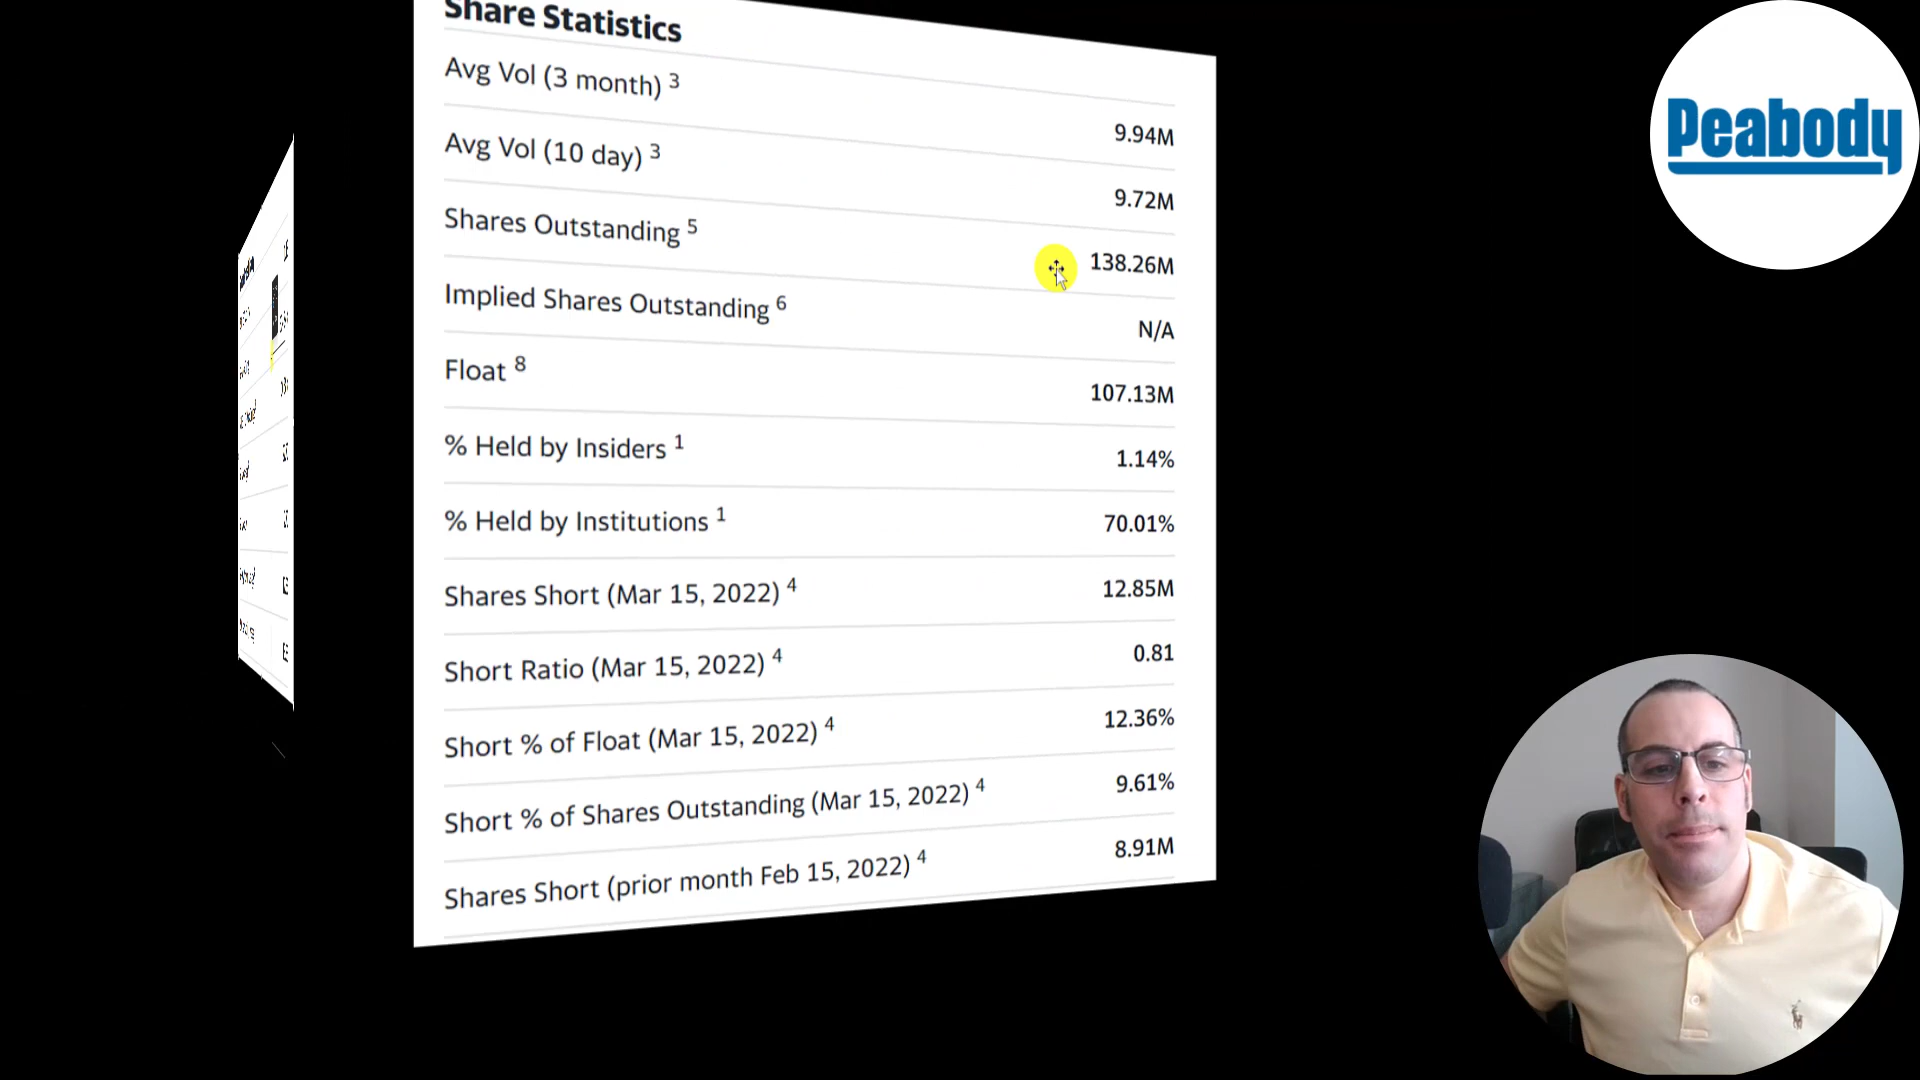 Share Statistics
Avg Vol (3 month) 3 9.94M
Avg Vol (10 day) 3 9.72M
Shares Outstanding 5 138.26M
Implied Shares Outstanding 6 N/A
Float 8 107.13M
% Held by Insiders 1 1.14%
% Held by Institutions 1 70.01%
Shares Short (Mar 15, 2022) 4 12.85M
Short Ratio (Mar 15, 2022) 4 0.81
Short % of Float (Mar 15, 2022) 4 12.36%
Short % of Shares Outstanding (Mar 15, 2022) 4 9.61%
Shares Short (prior month Feb 15, 2022) 4 8.91M
Peabody